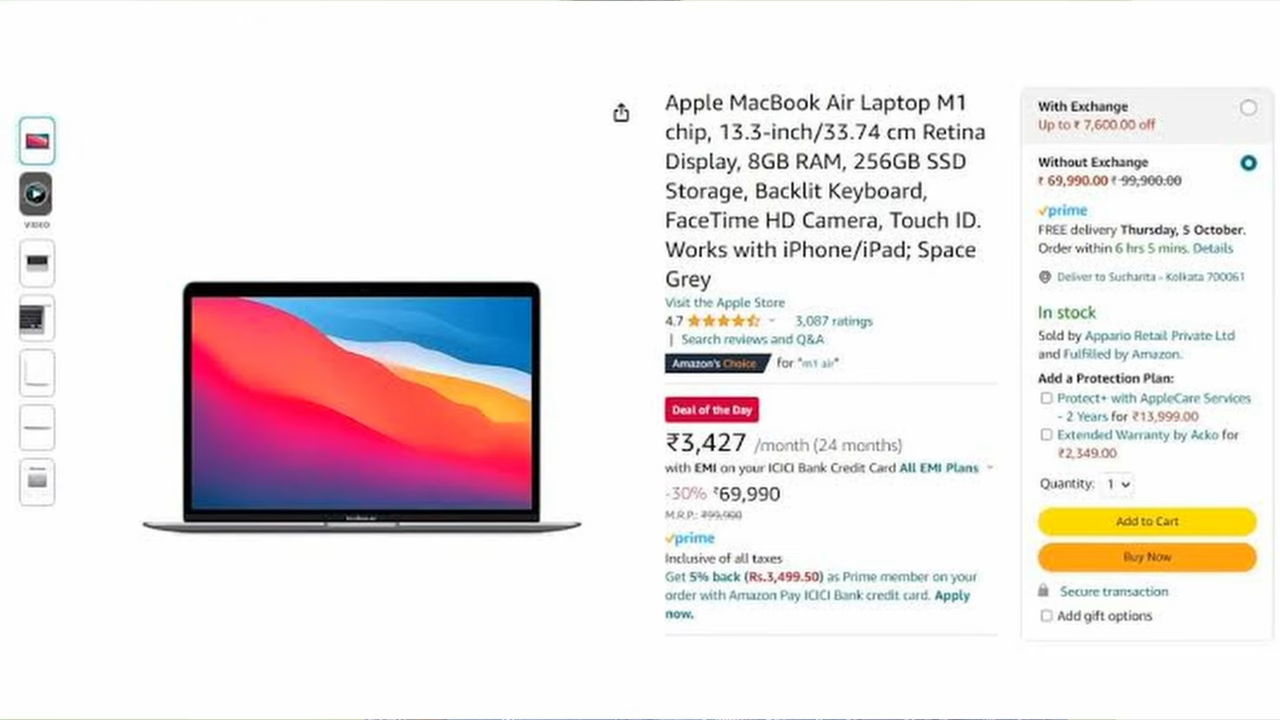 VIDEO
Apple MacBook Air Laptop M1
chip, 13.3-inch/33.74 cm Retina
Display, 8GB RAM, 256GB SSD
Storage, Backlit Keyboard,
FaceTime HD Camera, Touch ID.
Works with iPhone/iPad; Space
Grey
Visit the Apple Store
4.7 3,087 ratings
| Search reviews and Q&A
Amazon's Choice for "m1 air"
Deal of the Day
₹3,427 /month (24 months)
with EMI on your ICICI Bank Credit Card All EMI Plans
-30% ₹69,990
M.R.P.: ₹99,900
prime
Inclusive of all taxes
Get 5% back (Rs.3,499.50) as Prime member on your
order with Amazon Pay ICICI Bank credit card. Apply
now.
With Exchange
Up to ₹ 7,600.00 off
Without Exchange
₹ 69,990.00 ₹ 99,900.00
prime
FREE delivery Thursday, 5 October.
Order within 6 hrs 5 mins. Details
Deliver to Sucharita - Kolkata 700061
In stock
Sold by Appario Retail Private Ltd
and Fulfilled by Amazon.
Add a Protection Plan:
Protect+ with AppleCare Services
- 2 Years for ₹13,999.00
Extended Warranty by Acko for
₹2,349.00
Quantity: 1
Add to Cart
Buy Now
Secure transaction
Add gift options